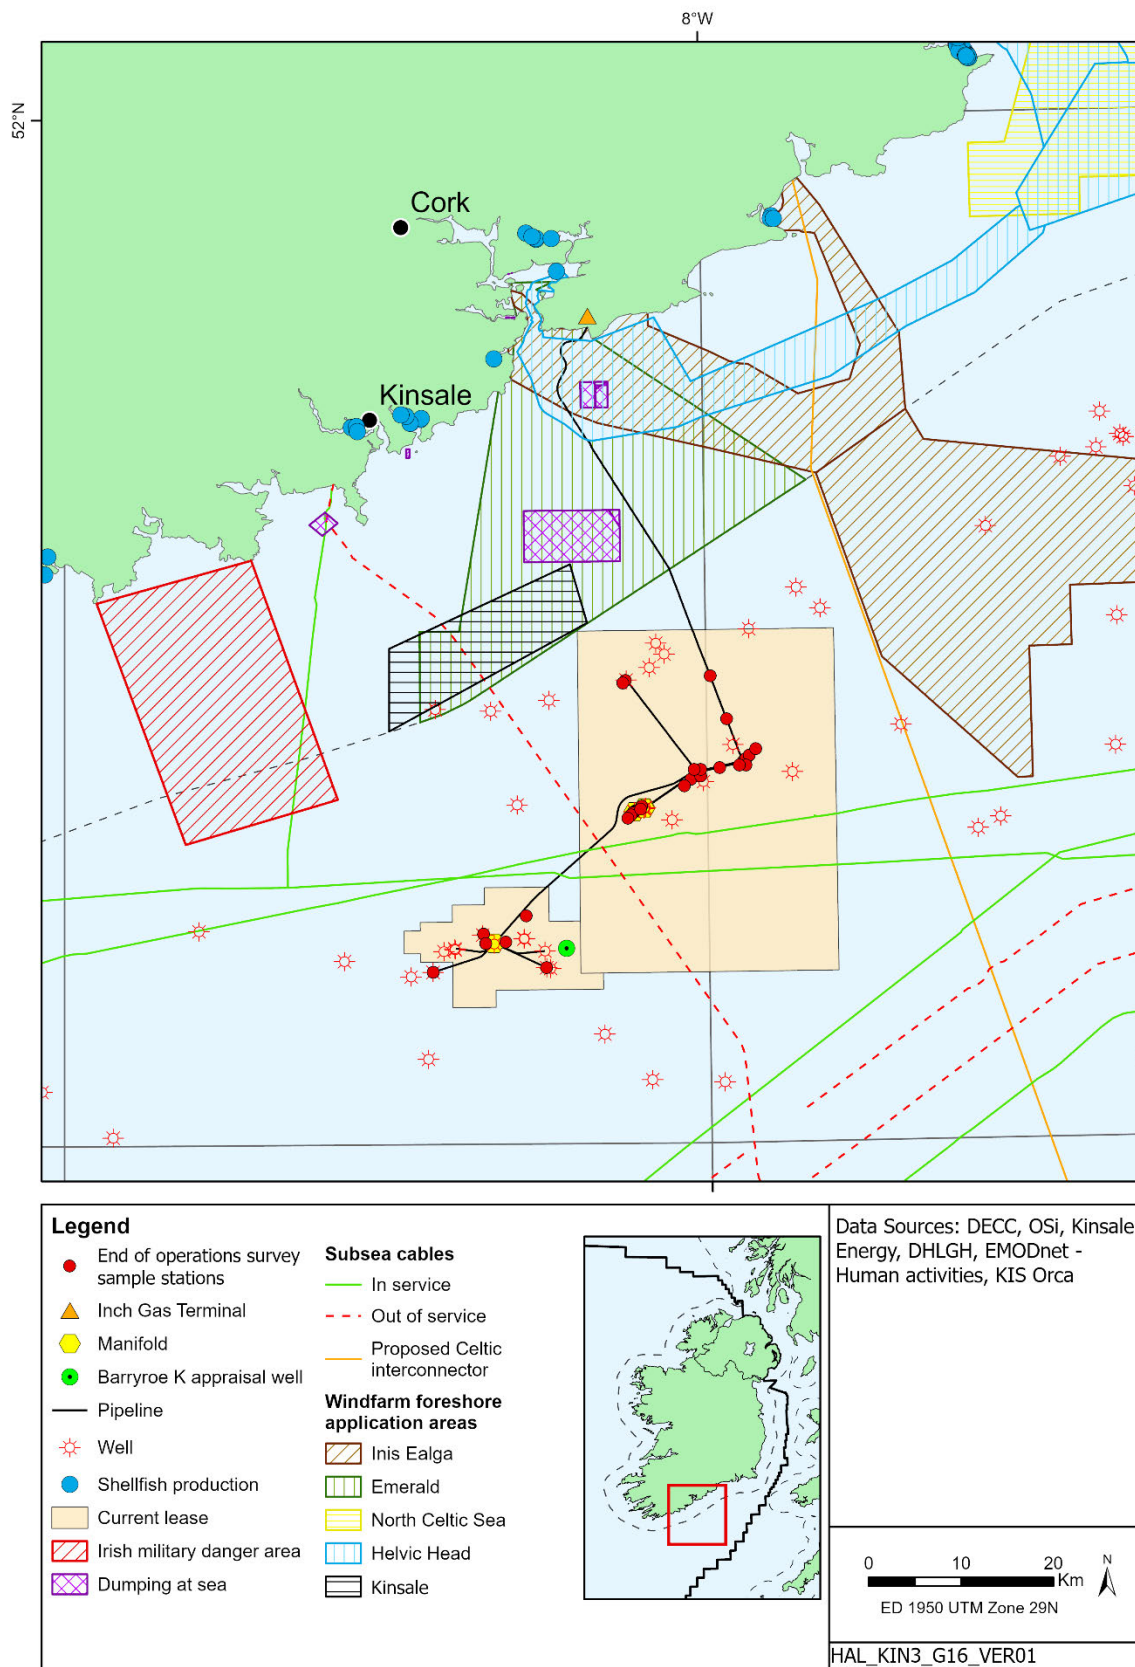 8°W
52°N
Cork
Kinsale
Legend
End of operations survey
sample stations
Inch Gas Terminal
Manifold
Barryroe K appraisal well
Pipeline
Well
Shellfish production
Current lease
Irish military danger area
Dumping at sea
Subsea cables
In service
Out of service
Proposed Celtic
interconnector
Windfarm foreshore
application areas
Inis Ealga
Emerald
North Celtic Sea
Helvic Head
Kinsale
Data Sources: DECC, OSi, Kinsale
Energy, DHLGH, EMODnet -
Human activities, KIS Orca
0 10 20
Km
N
ED 1950 UTM Zone 29N
HAL_KIN3_G16_VER01